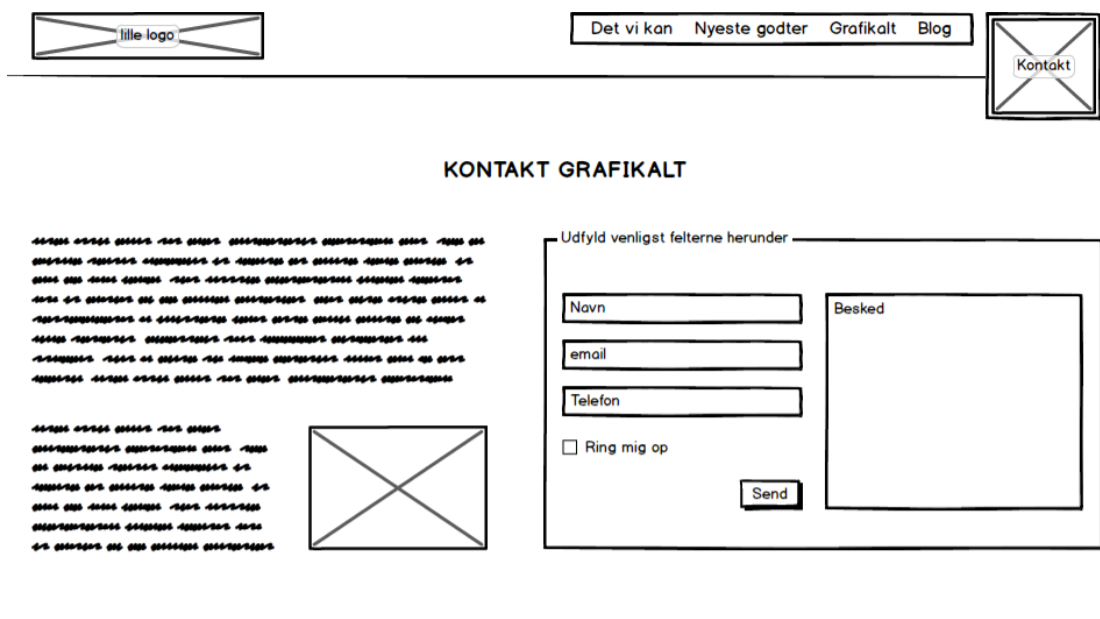 lille logo
Det vi kan Nyeste godter Grafikalt Blog
Kontakt
KONTAKT GRAFIKALT
Udfyld venligst felterne herunder
Navn
email
Telefon
Ring mig op
Send
Besked